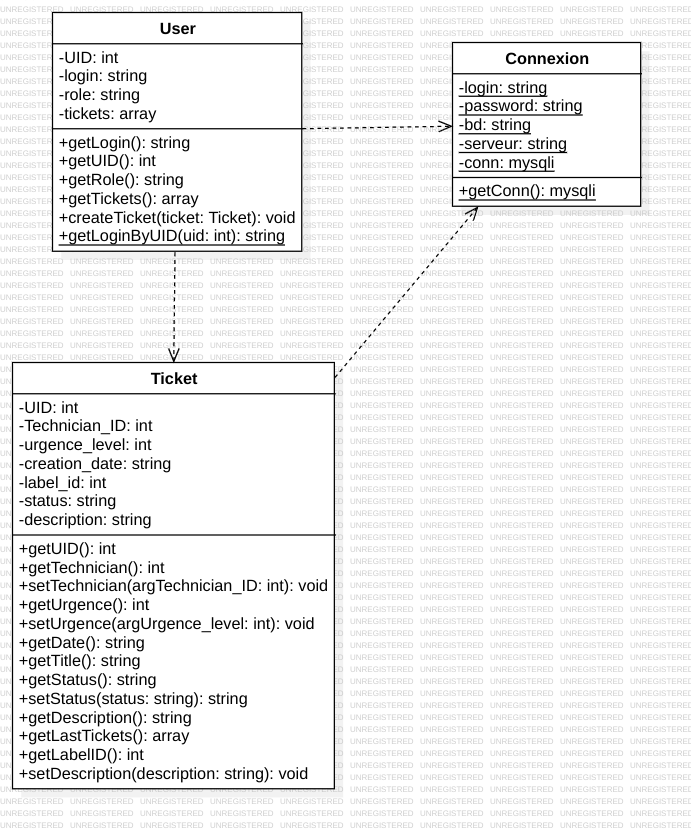 User
-UID: int
-login: string
-role: string
-tickets: array
+getLogin(): string
+getUID(): int
+getRole(): string
+getTickets(): array
+createTicket(ticket: Ticket): void
+getLoginByUID(uid: int): string
Connexion
-login: string
-password: string
-bd: string
-serveur: string
-conn: mysqli
+getConn(): mysqli
Ticket
-UID: int
-Technician_ID: int
-urgence_level: int
-creation_date: string
-label_id: int
-status: string
-description: string
+getUID(): int
+getTechnician(): int
+setTechnician(argTechnician_ID: int): void
+getUrgence(): int
+setUrgence(argUrgence_level: int): void
+getDate(): string
+getTitle(): string
+getStatus(): string
+setStatus(status: string): string
+getDescription(): string
+getLastTickets(): array
+getLabelID(): int
+setDescription(description: string): void
UNREGISTERED